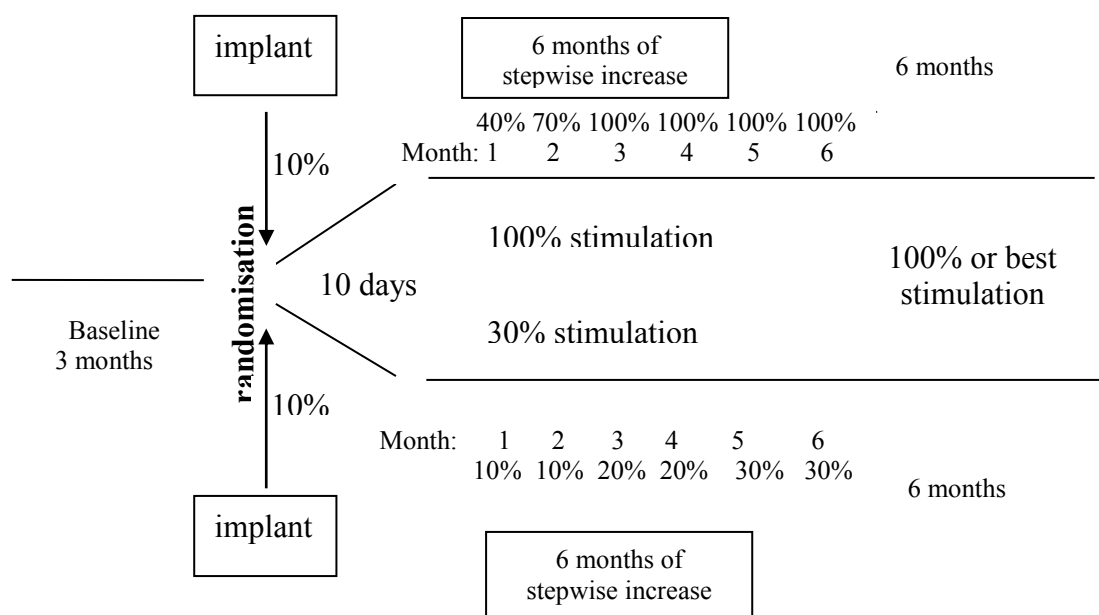 implant
6 months of
stepwise increase
6 months
40% 70% 100% 100% 100% 100%
Month: 1 2 3 4 5 6
10%
randomisation
100% stimulation
10 days
100% or best
stimulation
30% stimulation
Baseline
3 months
10%
Month: 1 2 3 4 5 6
10% 10% 20% 20% 30% 30%
6 months
implant
6 months of
stepwise increase